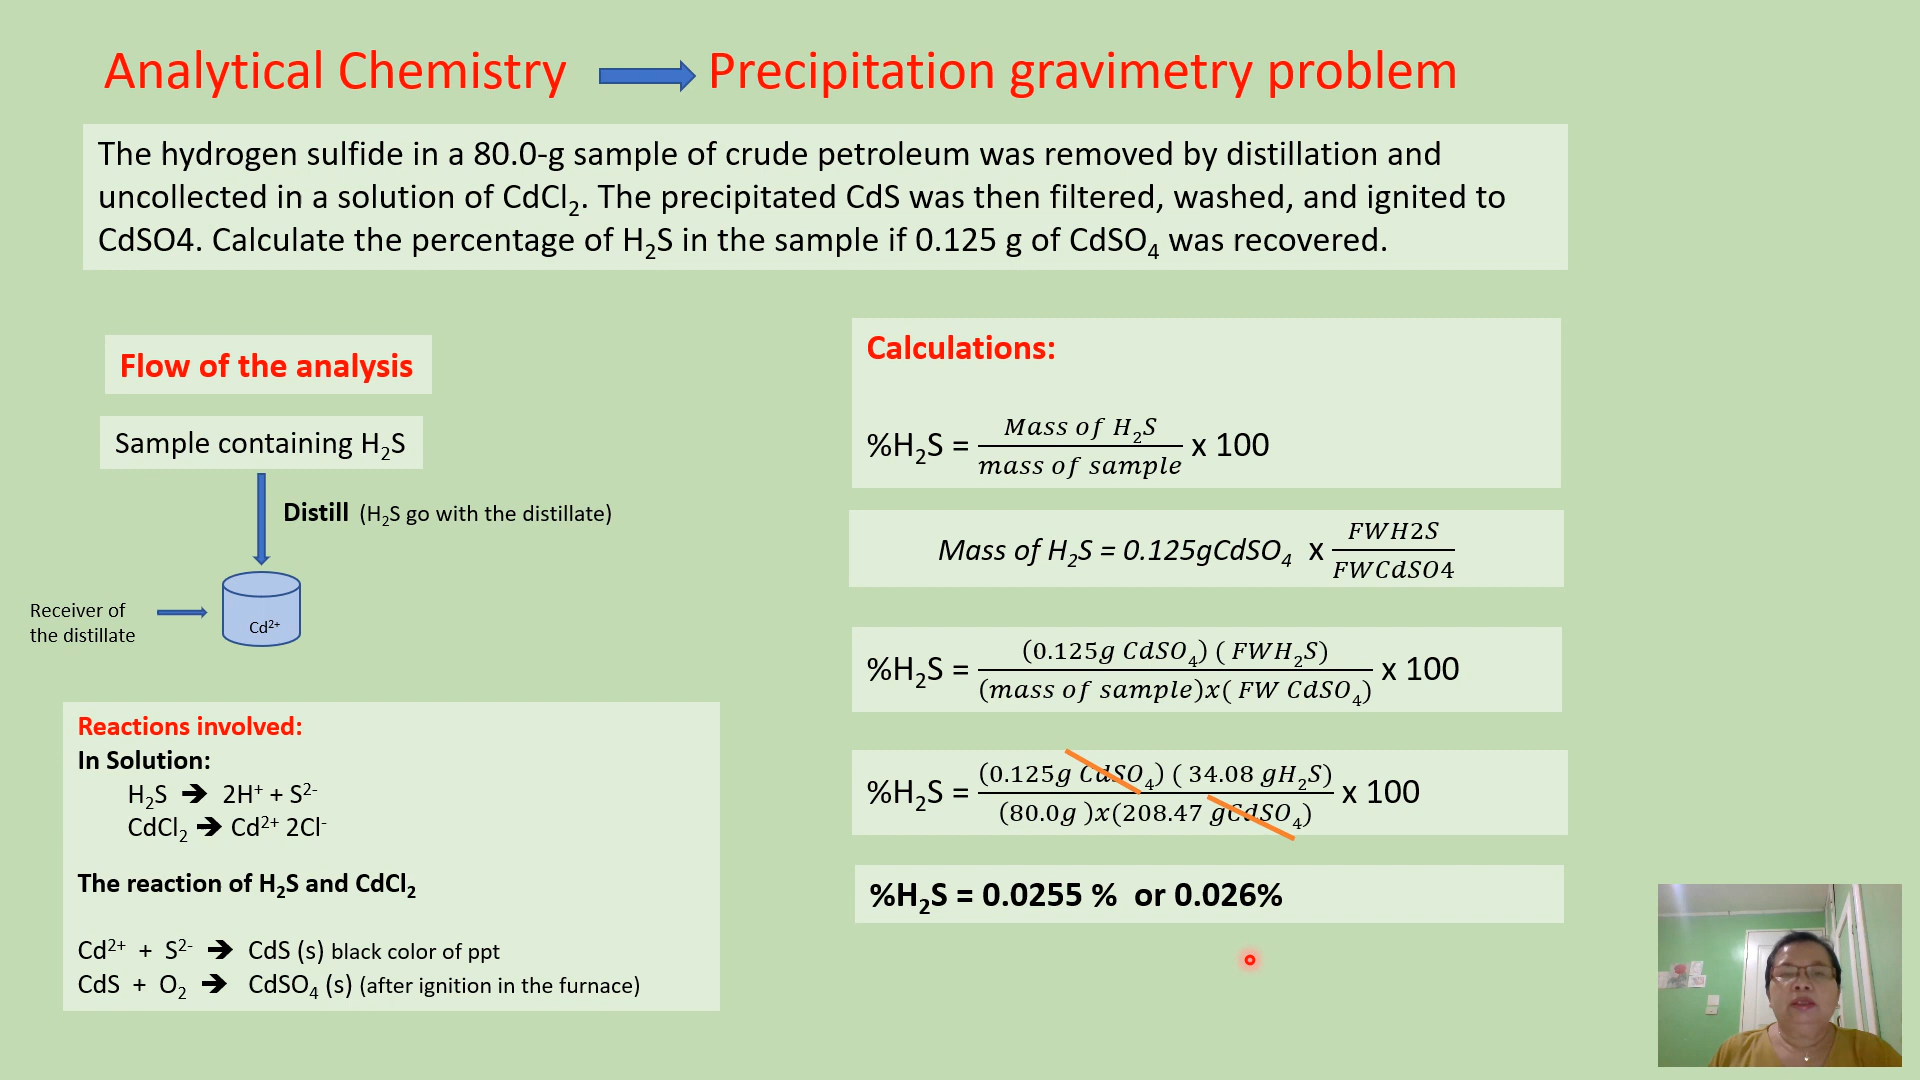 Analytical Chemistry Precipitation gravimetry problem
The hydrogen sulfide in a 80.0-g sample of crude petroleum was removed by distillation and
uncollected in a solution of CdCl₂. The precipitated CdS was then filtered, washed, and ignited to
CdSO4. Calculate the percentage of H₂S in the sample if 0.125 g of CdSO₄ was recovered.
Flow of the analysis
Sample containing H₂S
Distill (H₂S go with the distillate)
Receiver of
the distillate
Cd²⁺
Reactions involved:
In Solution:
H₂S ➔ 2H⁺ + S²⁻
CdCl₂ ➔ Cd²⁺ 2Cl⁻
The reaction of H₂S and CdCl₂
Cd²⁺ + S²⁻ ➔ CdS (s) black color of ppt
CdS + O₂ ➔ CdSO₄ (s) (after ignition in the furnace)
Calculations:
%H₂S = Mass of H₂S / mass of sample x 100
Mass of H₂S = 0.125gCdSO₄ x FWH2S / FWCdSO4
%H₂S = (0.125g CdSO₄) ( FWH₂S) / (mass of sample)x( FW CdSO₄) x 100
%H₂S = (0.125g CdSO₄) ( 34.08 gH₂S) / (80.0g )x(208.47 gCdSO₄) x 100
%H₂S = 0.0255 % or 0.026%